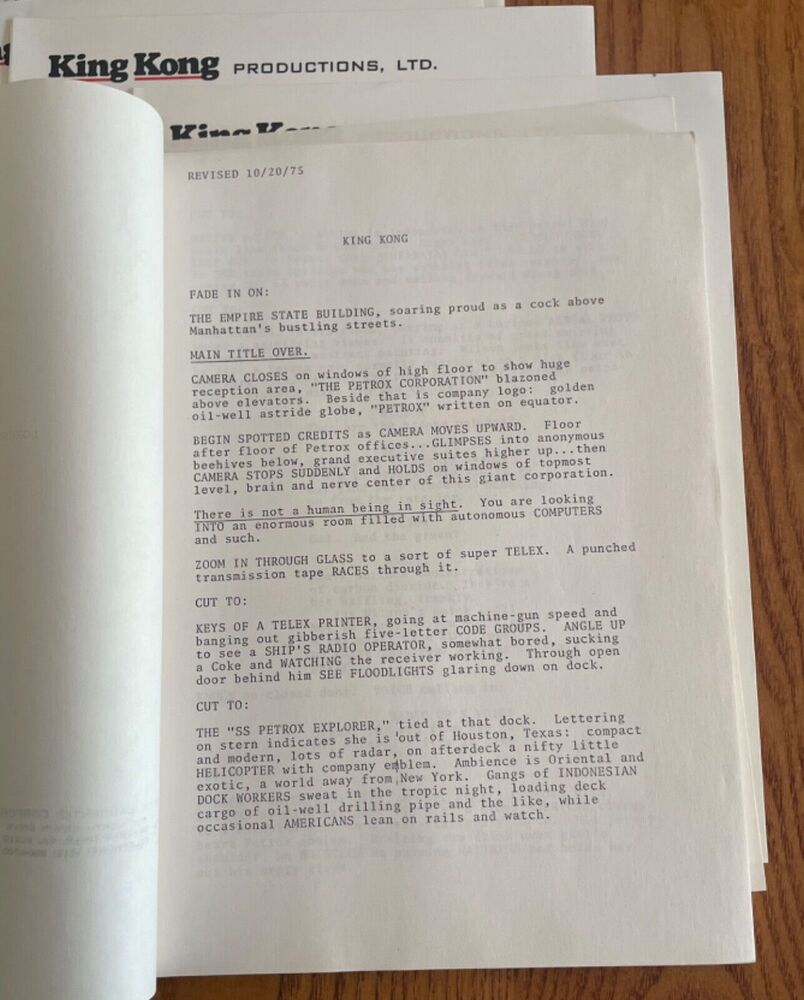 King Kong PRODUCTIONS, LTD.
REVISED 10/20/75
KING KONG
FADE IN ON:
THE EMPIRE STATE BUILDING, soaring proud as a cock above
Manhattan's bustling streets.
MAIN TITLE OVER.
CAMERA CLOSES on windows of high floor to show huge
reception area, "THE PETROX CORPORATION" blazoned
above elevators. Beside that is company logo: golden
oil-well astride globe, "PETROX" written on equator.
BEGIN SPOTTED CREDITS as CAMERA MOVES UPWARD. Floor
after floor of Petrox offices...GLIMPSES into anonymous
beehives below, grand executive suites higher up...then
CAMERA STOPS SUDDENLY and HOLDS on windows of topmost
level, brain and nerve center of this giant corporation.
There is not a human being in sight. You are looking
INTO an enormous room filled with autonomous COMPUTERS
and such.
ZOOM IN THROUGH GLASS to a sort of super TELEX. A punched
transmission tape RACES through it.
CUT TO:
KEYS OF A TELEX PRINTER, going at machine-gun speed and
banging out gibberish five-letter CODE GROUPS. ANGLE UP
to see a SHIP'S RADIO OPERATOR, somewhat bored, sucking
a Coke and WATCHING the receiver working. Through open
door behind him SEE FLOODLIGHTS glaring down on dock.
CUT TO:
THE "SS PETROX EXPLORER," tied at that dock. Lettering
on stern indicates she is out of Houston, Texas: compact
and modern, lots of radar, on afterdeck a nifty little
HELICOPTER with company emblem. Ambience is Oriental and
exotic, a world away from New York. Gangs of INDONESIAN
DOCK WORKERS sweat in the tropic night, loading deck
cargo of oil-well drilling pipe and the like, while
occasional AMERICANS lean on rails and watch.